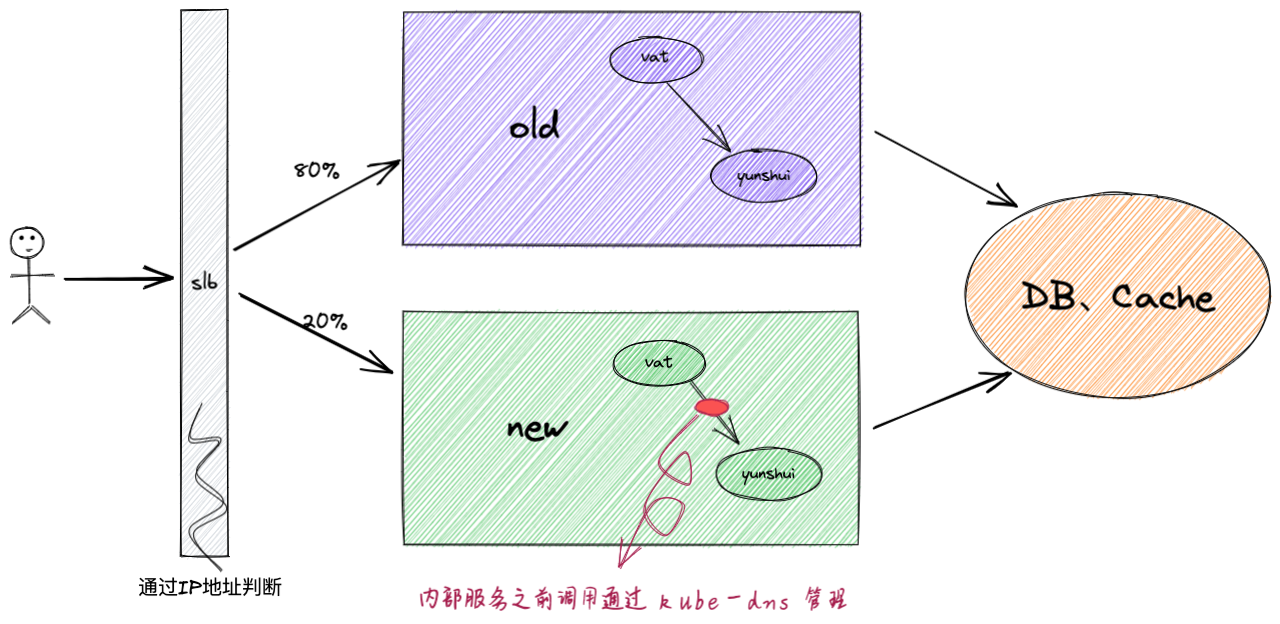 slb
通过IP地址判断
80%
20%
old
vat
yunshui
new
vat
yunshui
内部服务之前调用通过 kube-dns 管理
DB、Cache